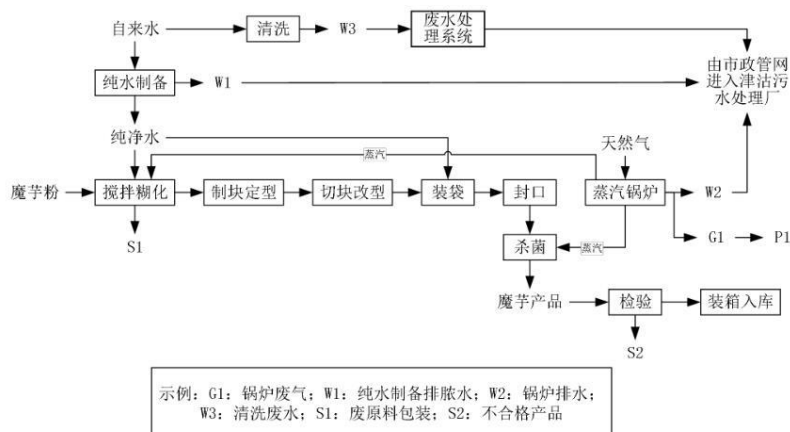 自来水
清洗
W3
废水处
理系统
由市政管网
进入津沽污
水处理厂
纯水制备
W1
纯净水
蒸汽
天然气
魔芋粉
搅拌糊化
制块定型
切块改型
装袋
封口
蒸汽锅炉
W2
S1
杀菌
蒸汽
G1
P1
魔芋产品
检验
装箱入库
S2
示例：G1：锅炉废气；W1：纯水制备排脓水；W2：锅炉排水；
W3：清洗废水；S1：废原料包装；S2：不合格产品